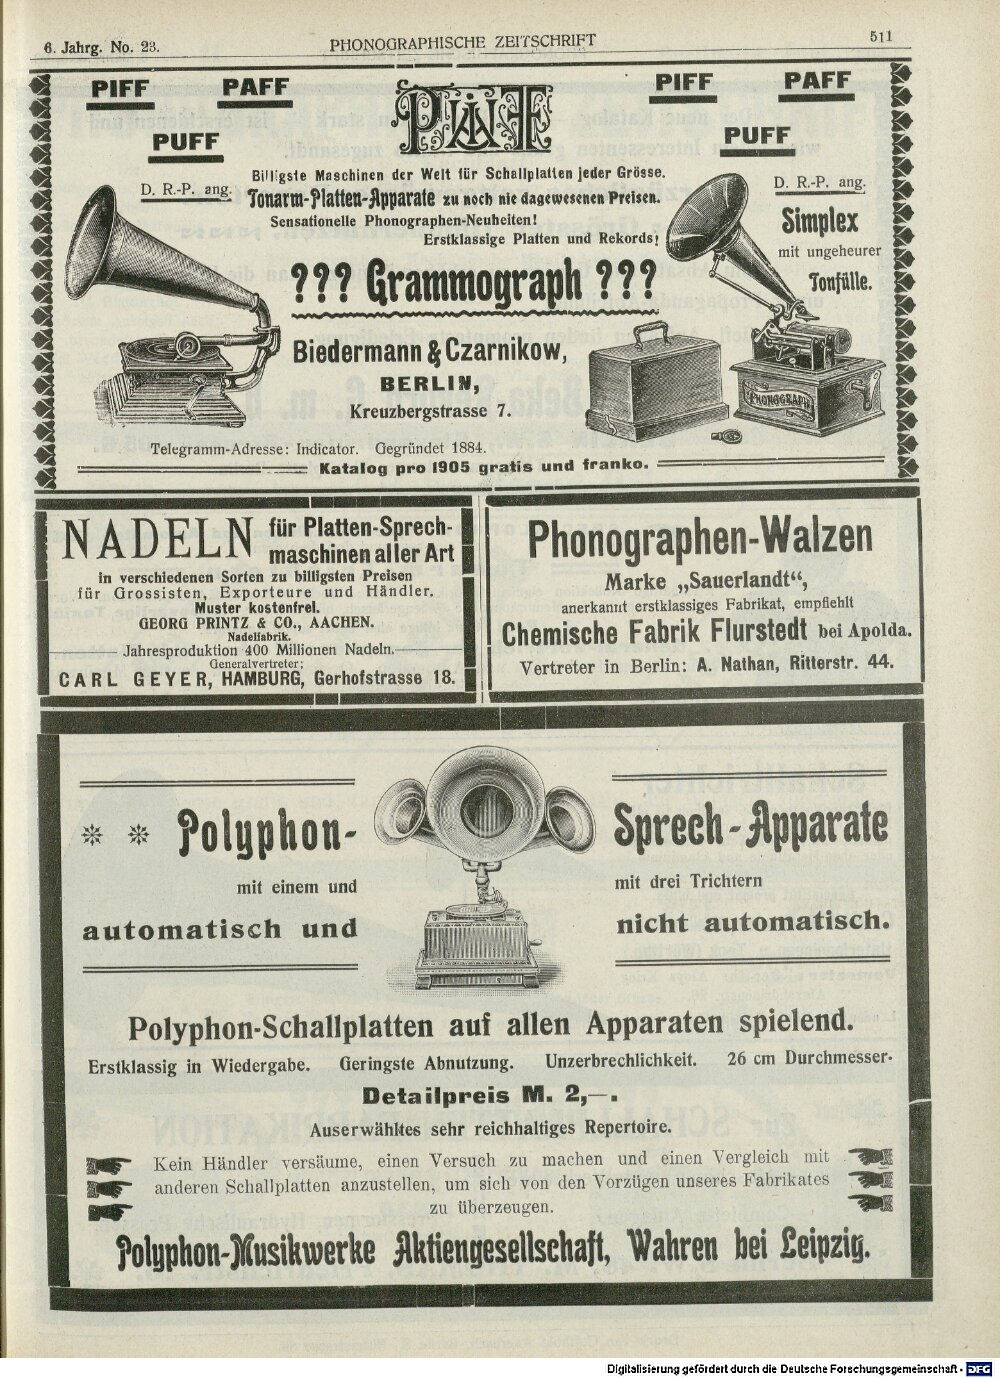 6. Jahrg. No. 23.
PHONOGRAPHISCHE ZEITSCHRIFT
511
PIFF
PAFF
PUFF
D. R.-P. ang.
Billigste Maschinen der Welt für Schallplatten jeder Grösse.
Tonarm-Platten-Apparate zu noch nie dagewesenen Preisen.
Sensationelle Phonographen-Neuheiten!
Erstklassige Platten und Rekords!
??? Grammograph ???
Biedermann & Czarnikow,
BERLIN,
Kreuzbergstrasse 7.
PIFF
PAFF
PUFF
D. R.-P. ang.
Simplex
mit ungeheurer
Tonfülle.
PHONOGRAPH
Telegramm-Adresse: Indicator. Gegründet 1884.
Katalog pro 1905 gratis und franko.
NADELN für Platten-Sprech-
maschinen aller Art
in verschiedenen Sorten zu billigsten Preisen
für Grossisten, Exporteure und Händler.
Muster kostenfrei.
GEORG PRINTZ & CO., AACHEN.
Nadelfabrik.
Jahresproduktion 400 Millionen Nadeln.
Generalvertreter:
CARL GEYER, HAMBURG, Gerhofstrasse 18.
Phonographen-Walzen
Marke „Sauerlandt“,
anerkannt erstklassiges Fabrikat, empfiehlt
Chemische Fabrik Flurstedt bei Apolda.
Vertreter in Berlin: A. Nathan, Ritterstr. 44.
Polyphon- Sprech-Apparate
mit einem und mit drei Trichtern
automatisch und nicht automatisch.
Polyphon-Schallplatten auf allen Apparaten spielend.
Erstklassig in Wiedergabe. Geringste Abnutzung. Unzerbrechlichkeit. 26 cm Durchmesser.
Detailpreis M. 2,—.
Auserwähltes sehr reichhaltiges Repertoire.
Kein Händler versäume, einen Versuch zu machen und einen Vergleich mit
anderen Schallplatten anzustellen, um sich von den Vorzügen unseres Fabrikates
zu überzeugen.
Polyphon-Musikwerke Aktiengesellschaft, Wahren bei Leipzig.
Digitalisierung gefördert durch die Deutsche Forschungsgemeinschaft - DFG